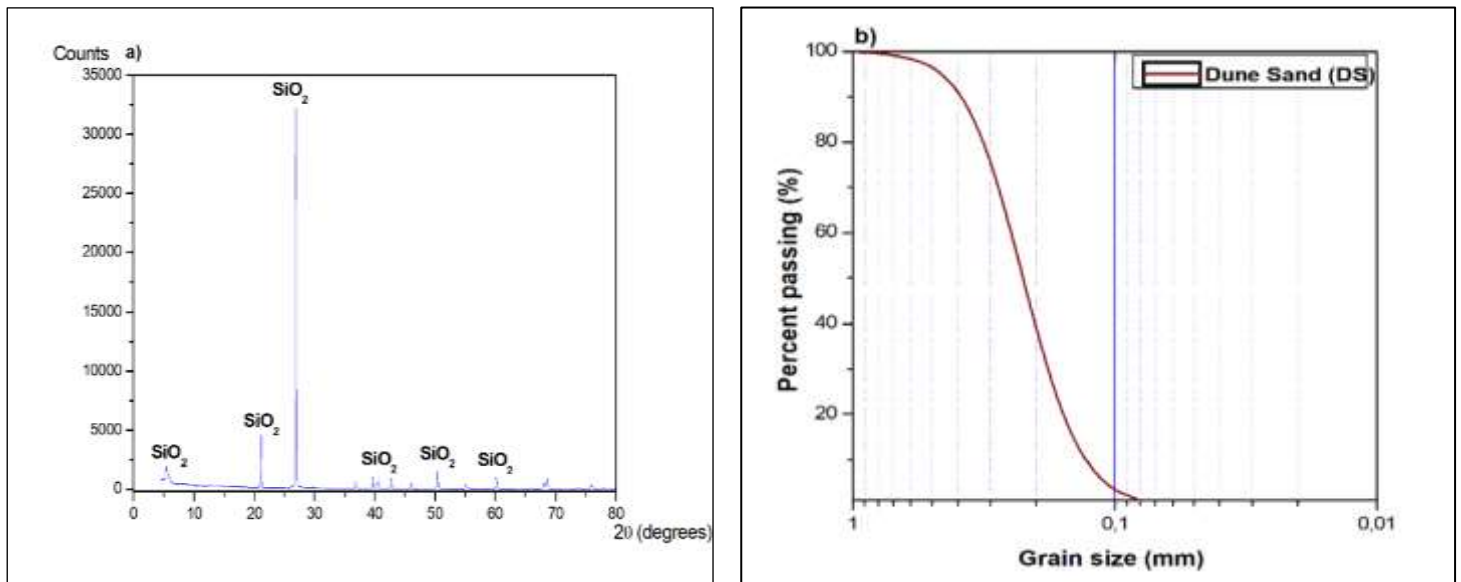 Counts a)
35000
30000
25000
20000
15000
10000
5000
0
SiO₂
SiO₂
SiO₂
SiO₂
SiO₂
SiO₂
0 10 20 30 40 50 60 70 80
2θ (degrees)
b)
Dune Sand (DS)
Percent passing (%)
100
80
60
40
20
1 0,1 0,01
Grain size (mm)